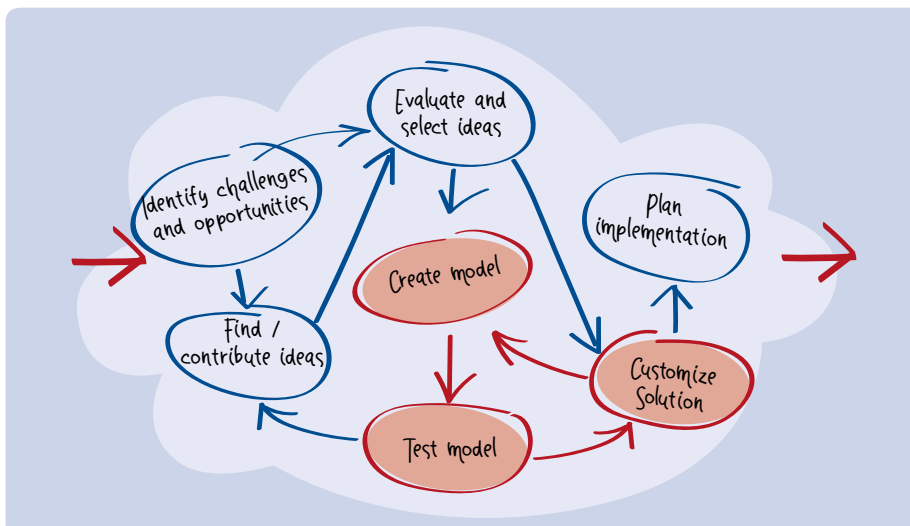 Evaluate and
select ideas
Identify challenges
and opportunities
Plan
implementation
Create model
Find /
contribute ideas
Customize
Solution
Test model